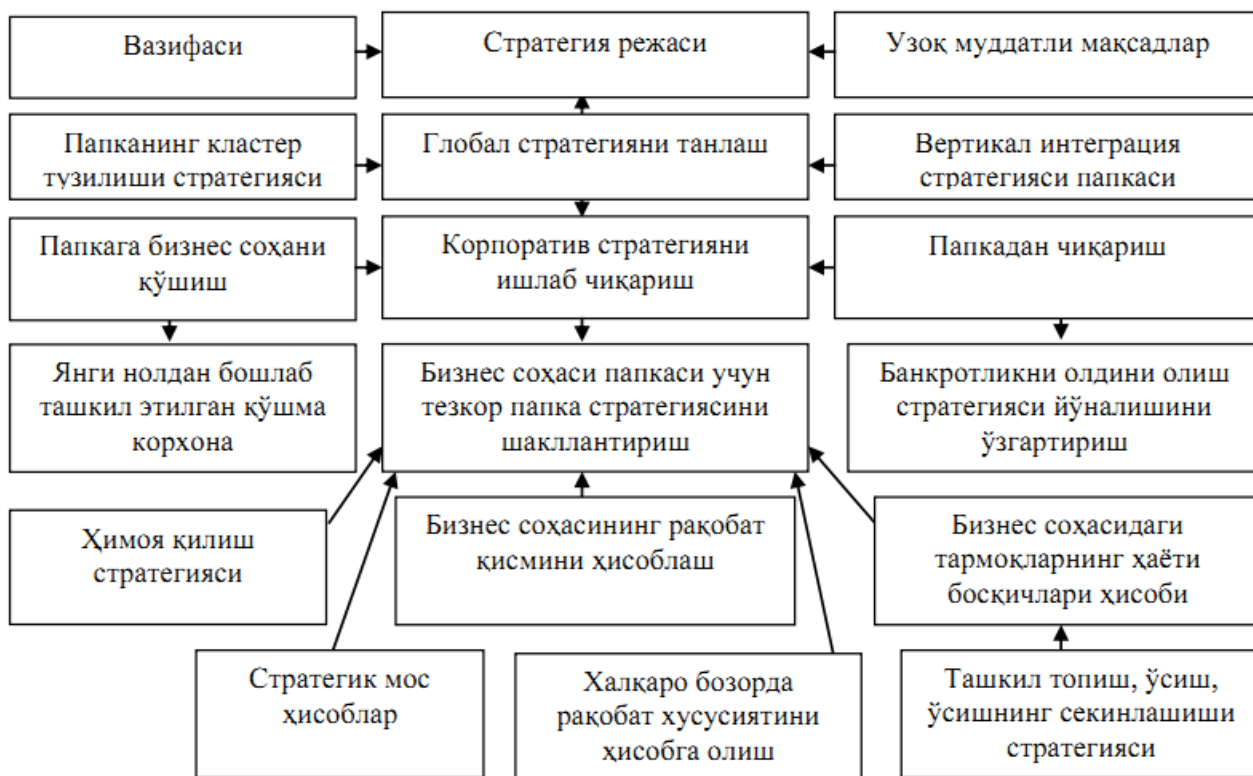 Вазифаси
Стратегия режаси
Узоқ муддатли мақсадлар
Папканинг кластер
тузилиши стратегияси
Глобал стратегияни танлаш
Вертикал интеграция
стратегияси папкаси
Папкага бизнес соҳани
қўшиш
Корпоратив стратегияни
ишлаб чиқариш
Папкадан чиқариш
Янги нолдан бошлаб
ташкил этилган қўшма
корхона
Бизнес соҳаси папкаси учун
тезкор папка стратегиясини
шакллантириш
Банкротликни олдини олиш
стратегияси йўналишини
ўзгартириш
Ҳимоя қилиш
стратегияси
Бизнес соҳасининг рақобат
қисмини ҳисоблаш
Бизнес соҳасидаги
тармоқларнинг ҳаёти
босқичлари ҳисоби
Стратегик мос
ҳисоблар
Халқаро бозорда
рақобат хусусиятини
ҳисобга олиш
Ташкил топиш, ўсиш,
ўсишнинг секинлашиши
стратегияси